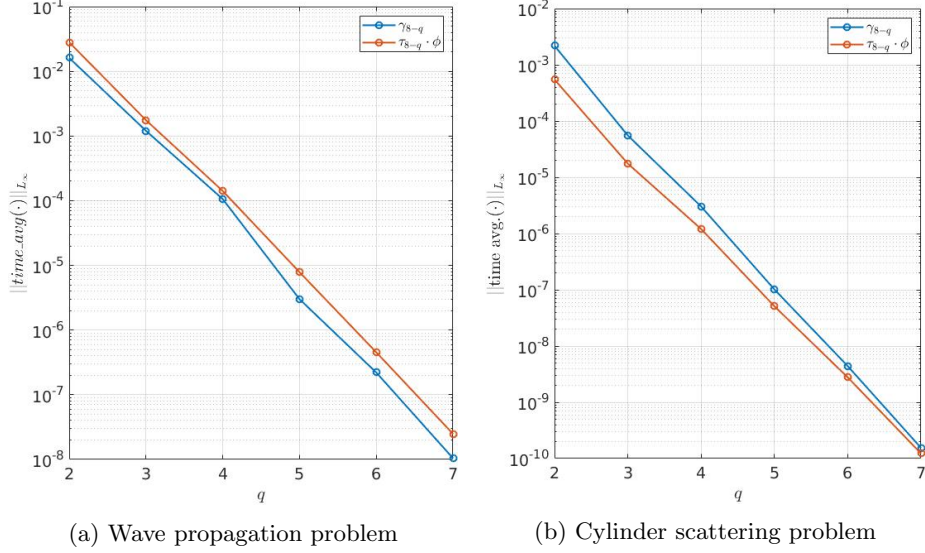 10^{-1}
10^{-2}
10^{-3}
10^{-4}
10^{-5}
10^{-6}
10^{-7}
10^{-8}
||time_avg(·)||_{L_∞}
γ_{8−q}
τ_{8−q} · ϕ
2 3 4 5 6 7
q
(a) Wave propagation problem
10^{-2}
10^{-3}
10^{-4}
10^{-5}
10^{-6}
10^{-7}
10^{-8}
10^{-9}
10^{-10}
||time avg.(·)||_{L_∞}
γ_{8−q}
τ_{8−q} · ϕ
2 3 4 5 6 7
q
(b) Cylinder scattering problem